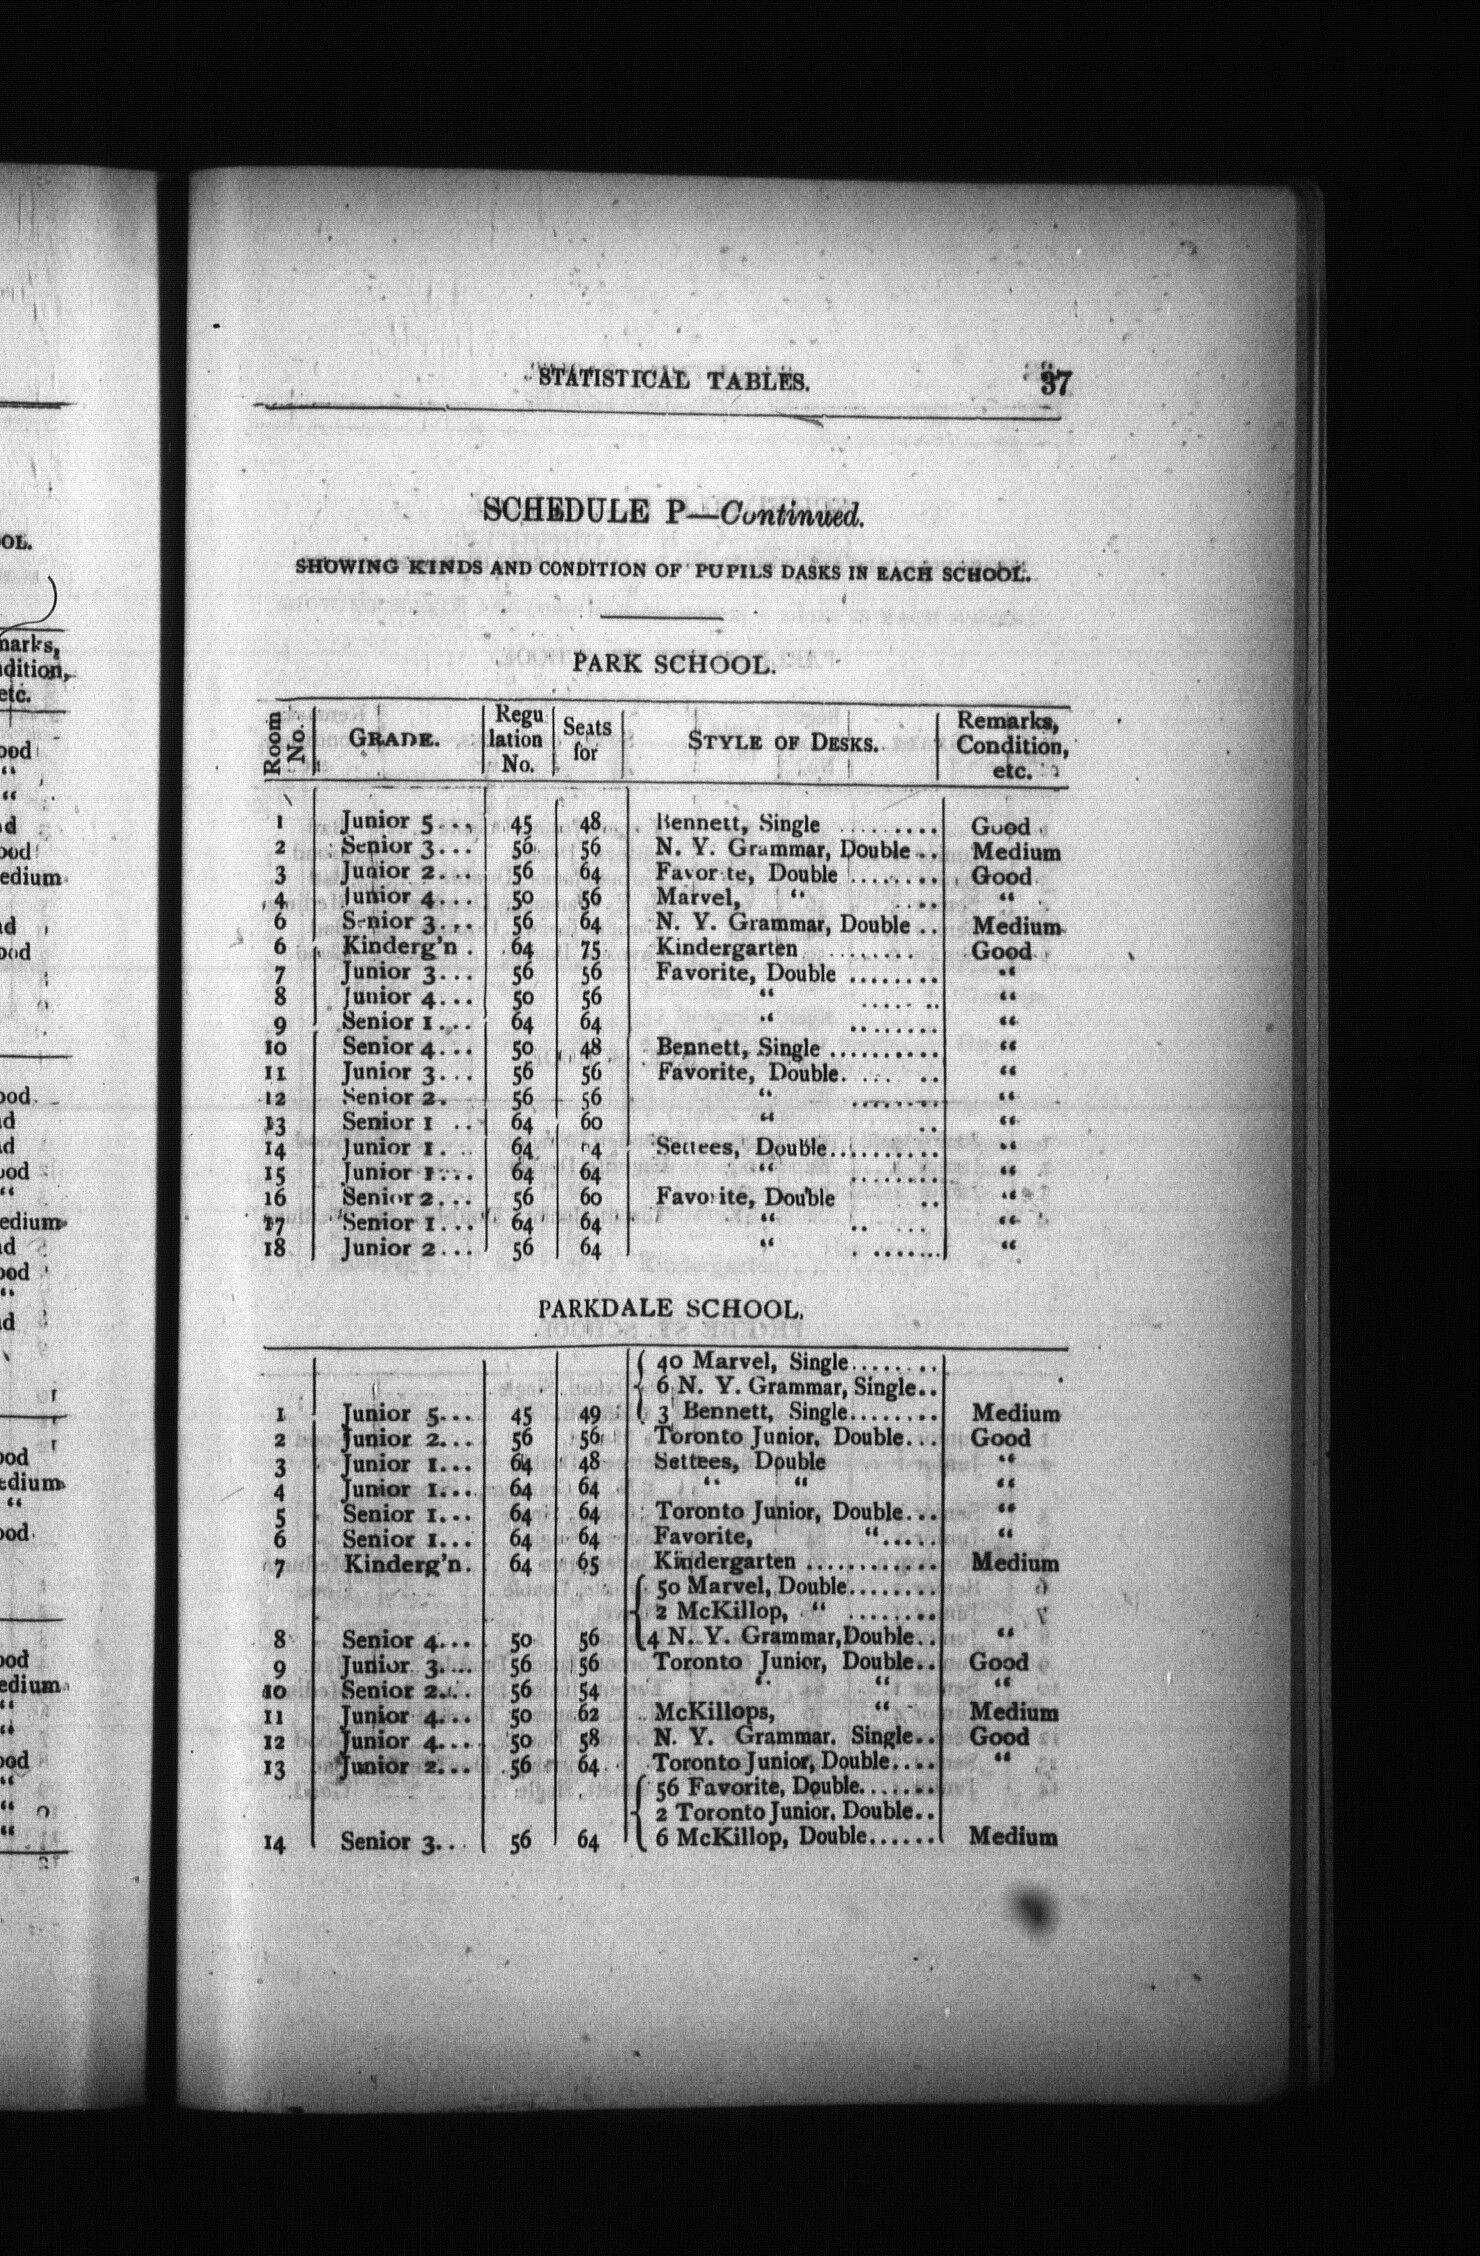 STATISTICAL TABLES. 37
SCHEDULE P—Continued.
SHOWING KINDS AND CONDITION OF PUPILS DASKS IN EACH SCHOOL.
PARK SCHOOL.
Room No. GRADE. Regu lation No. Seats for STYLE OF DESKS. Remarks, Condition, etc.
1 Junior 5... 45 48 Bennett, Single ......... Good
2 Senior 3... 56 56 N. Y. Grammar, Double .. Medium
3 Junior 2... 56 64 Favorite, Double ........ Good
4 Junior 4... 50 56 Marvel, “ .... “
6 Senior 3... 56 64 N. Y. Grammar, Double .. Medium
6 Kinderg'n . 64 75 Kindergarten ........ Good
7 Junior 3... 56 56 Favorite, Double ........ “
8 Junior 4... 50 56 “ ....... “
9 Senior 1... 64 64 “ ........ “
10 Senior 4... 50 48 Bennett, Single .......... “
11 Junior 3... 56 56 Favorite, Double..... .. “
12 Senior 2. 56 56 “ ........ “
13 Senior 1 .. 64 60 “ .. “
14 Junior 1. 64 4 Settees, Double.......... “
15 Junior 1... 64 64 “ ........ “
16 Senior 2... 56 60 Favorite, Double .. “
17 Senior 1... 64 64 “ .. ... “
18 Junior 2... 56 64 “ . ....... “
PARKDALE SCHOOL.
40 Marvel, Single........
6 N. Y. Grammar, Single..
1 Junior 5... 45 49 3 Bennett, Single........ Medium
2 Junior 2... 56 56 Toronto Junior, Double... Good
3 Junior 1... 64 48 Settees, Double “
4 Junior 1... 64 64 “ “ “
5 Senior 1... 64 64 Toronto Junior, Double... “
6 Senior 1... 64 64 Favorite, “..... “
7 Kinderg'n. 64 65 Kindergarten ............ Medium
50 Marvel, Double........
2 McKillop, “ ........
8 Senior 4... 50 56 4 N. Y. Grammar,Double.. “
9 Junior 3.... 56 56 Toronto Junior, Double.. Good
10 Senior 2... 56 54 “ “ “
11 Junior 4... 50 62 McKillops, “ .. Medium
12 Junior 4... 50 58 N. Y. Grammar. Single.. Good
13 Junior 2... 56 64 Toronto Junior, Double.... “
56 Favorite, Double.......
2 Toronto Junior. Double..
14 Senior 3... 56 64 6 McKillop, Double...... Medium